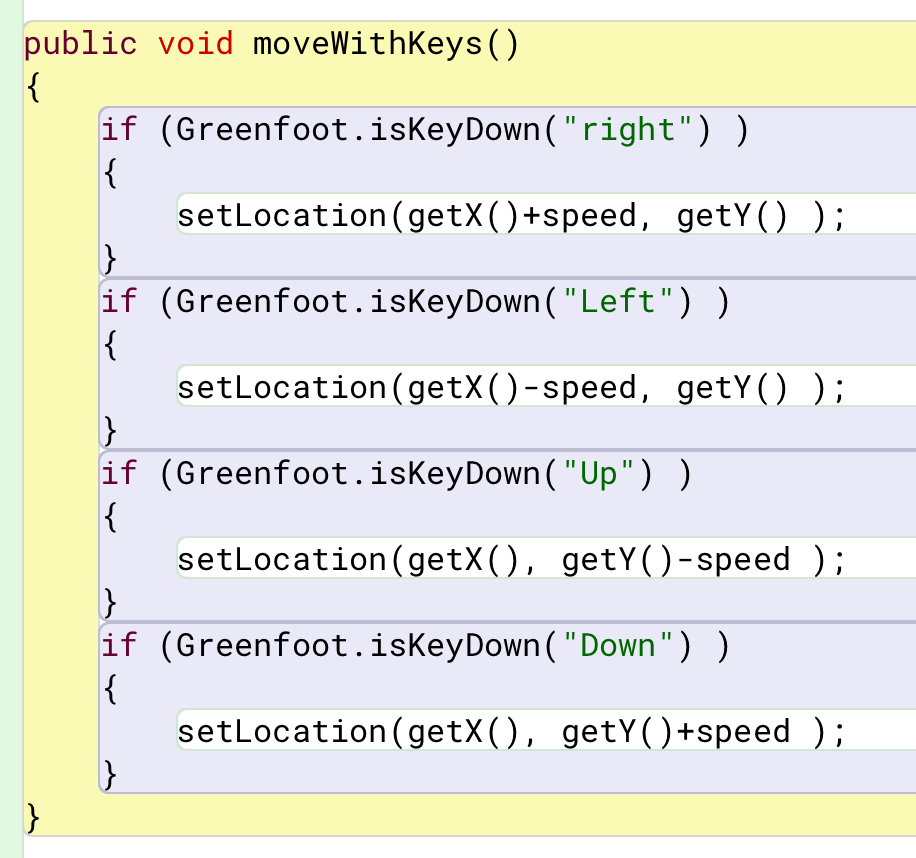 public void moveWithKeys()
{
if (Greenfoot.isKeyDown("right") )
{
setLocation(getX()+speed, getY() );
}
if (Greenfoot.isKeyDown("Left") )
{
setLocation(getX()-speed, getY() );
}
if (Greenfoot.isKeyDown("Up") )
{
setLocation(getX(), getY()-speed );
}
if (Greenfoot.isKeyDown("Down") )
{
setLocation(getX(), getY()+speed );
}
}